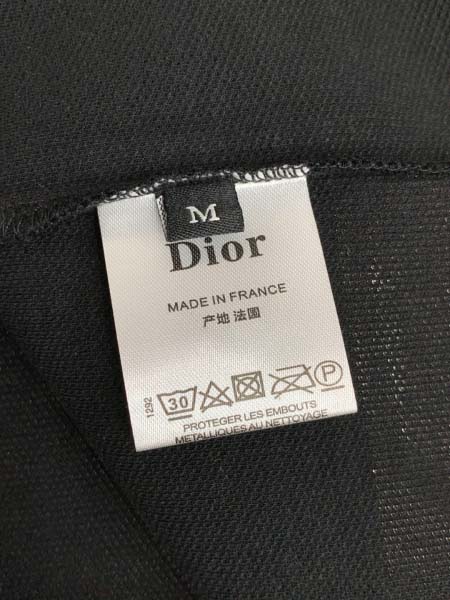 M
Dior
MADE IN FRANCE
产地 法国
30 P
PROTEGER LES EMBOUTS
METALLIQUES AU NETTOYAGE
1292